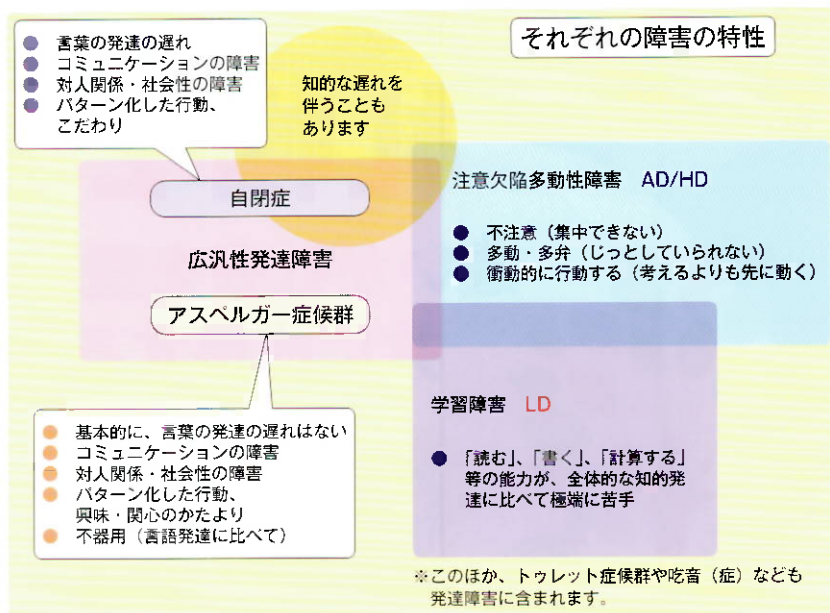 それぞれの障害の特性
● 言葉の発達の遅れ
● コミュニケーションの障害
● 対人関係・社会性の障害
● パターン化した行動、
こだわり
知的な遅れを
伴うことも
あります
自閉症
広汎性発達障害
アスペルガー症候群
● 基本的に、言葉の発達の遅れはない
● コミュニケーションの障害
● 対人関係・社会性の障害
● パターン化した行動、
興味・関心のかたより
● 不器用（言語発達に比べて）
注意欠陥多動性障害 AD/HD
● 不注意（集中できない）
● 多動・多弁（じっとしていられない）
● 衝動的に行動する（考えるよりも先に動く）
学習障害 LD
● 「読む」、「書く」、「計算する」
等の能力が、全体的な知的発
達に比べて極端に苦手
※このほか、トゥレット症候群や吃音（症）なども
発達障害に含まれます。